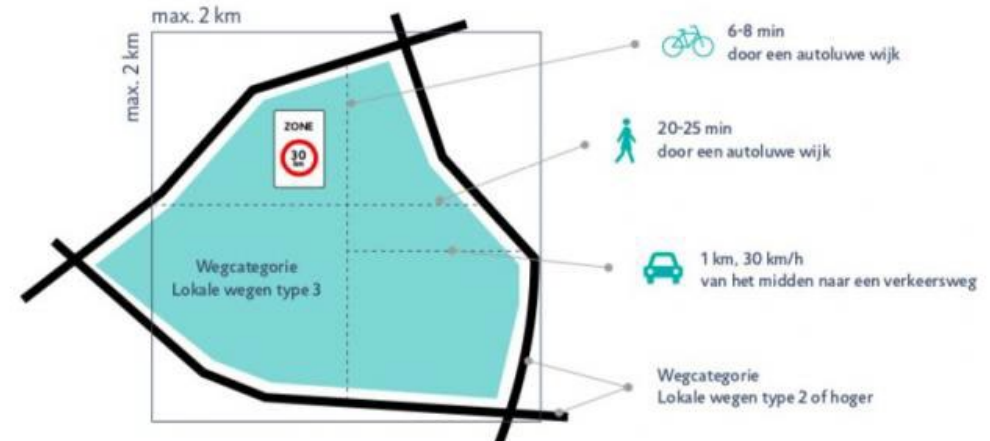 max. 2 km
max. 2 km
6-8 min
door een autoluwe wijk
ZONE
30
km
20-25 min
door een autoluwe wijk
Wegcategorie
Lokale wegen type 3
1 km, 30 km/h
van het midden naar een verkeersweg
Wegcategorie
Lokale wegen type 2 of hoger